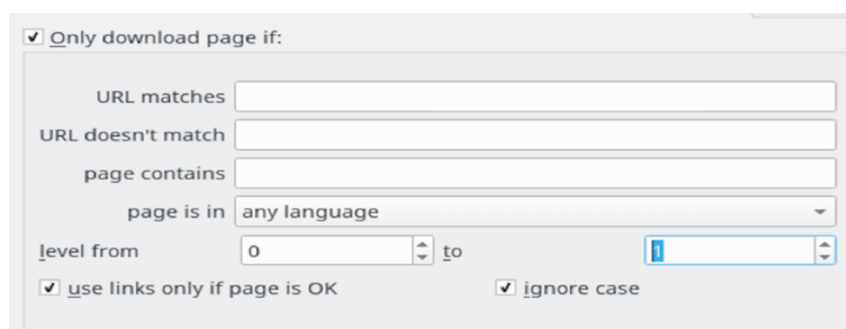 Only download page if:
URL matches
URL doesn't match
page contains
page is in any language
level from 0 to 1
use links only if page is OK ignore case